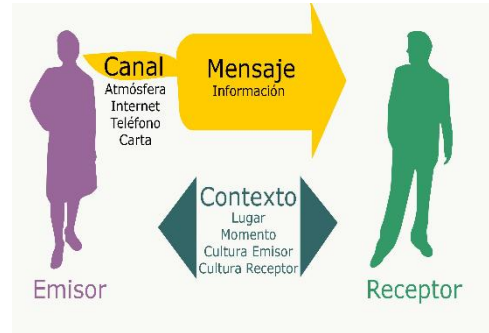 Canal
Atmósfera
Internet
Teléfono
Carta
Mensaje
Información
Contexto
Lugar
Momento
Cultura Emisor
Cultura Receptor
Emisor
Receptor